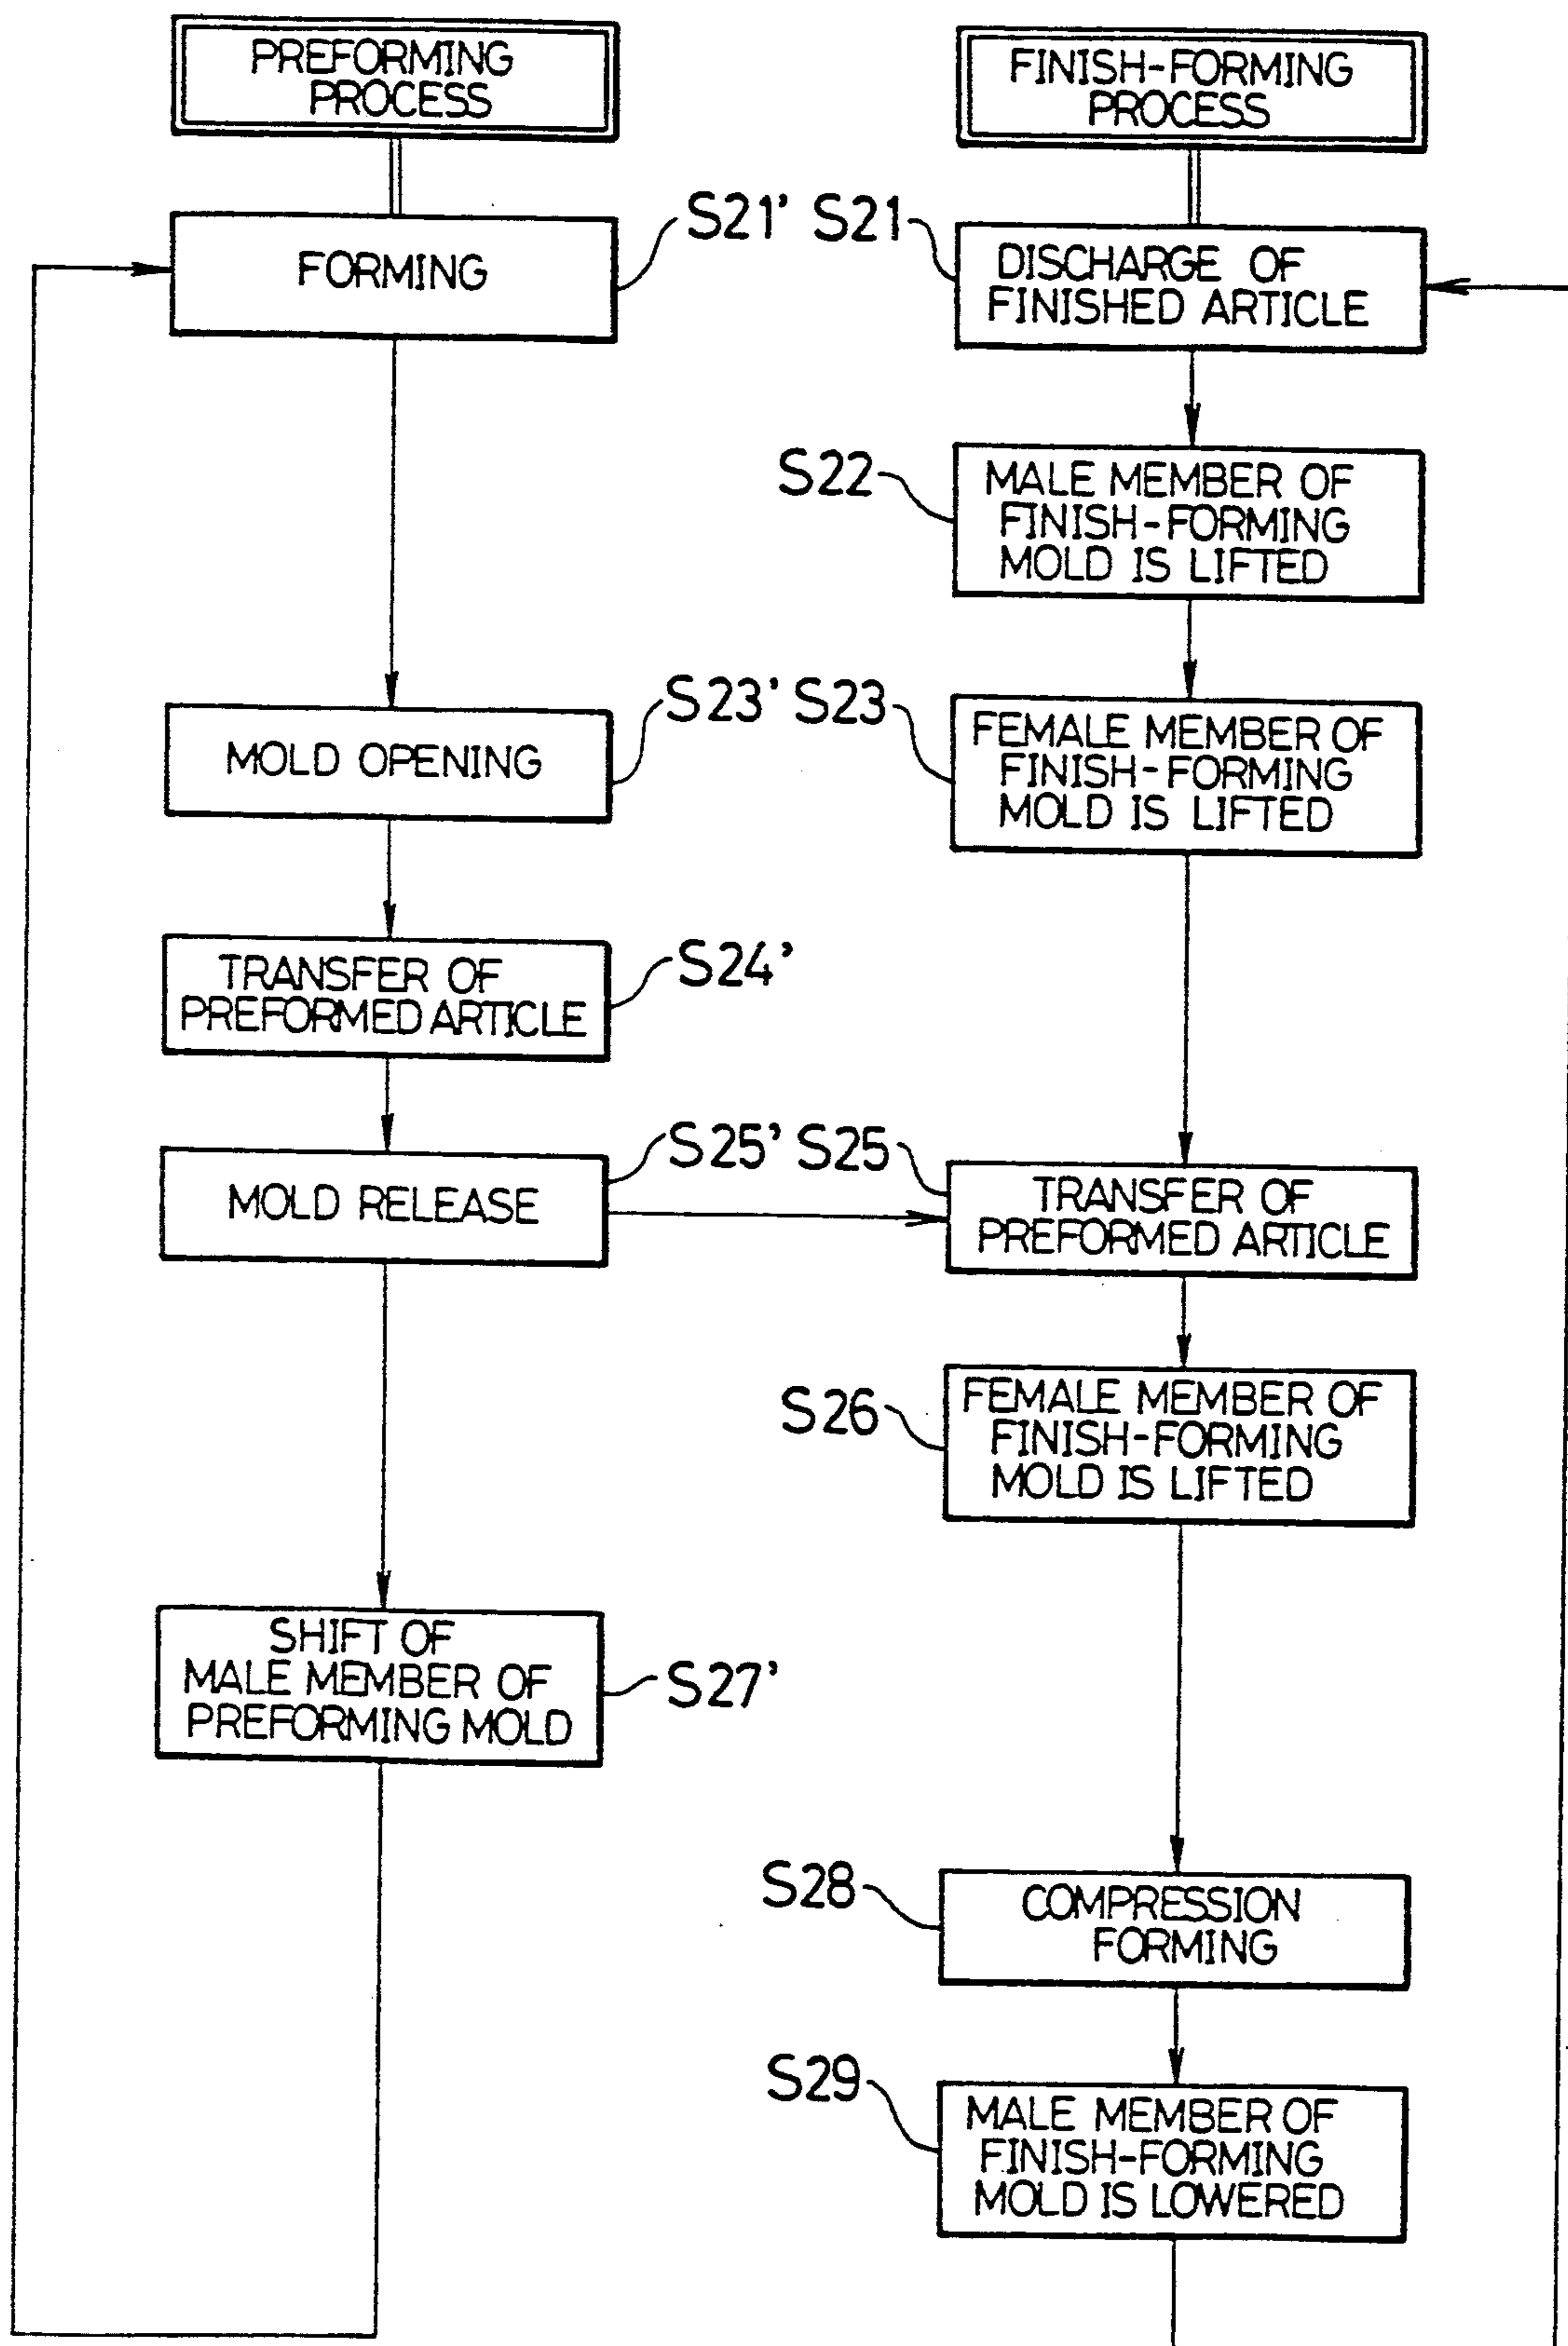 PREFORMING
PROCESS
FINISH-FORMING
PROCESS
FORMING
S21'
S21
DISCHARGE OF
FINISHED ARTICLE
S22
MALE MEMBER OF
FINISH-FORMING
MOLD IS LIFTED
MOLD OPENING
S23'
S23
FEMALE MEMBER OF
FINISH-FORMING
MOLD IS LIFTED
TRANSFER OF
PREFORMED ARTICLE
S24'
MOLD RELEASE
S25'
S25
TRANSFER OF
PREFORMED ARTICLE
S26
FEMALE MEMBER OF
FINISH-FORMING
MOLD IS LIFTED
SHIFT OF
MALE MEMBER OF
PREFORMING MOLD
S27'
S28
COMPRESSION
FORMING
S29
MALE MEMBER OF
FINISH-FORMING
MOLD IS LOWERED